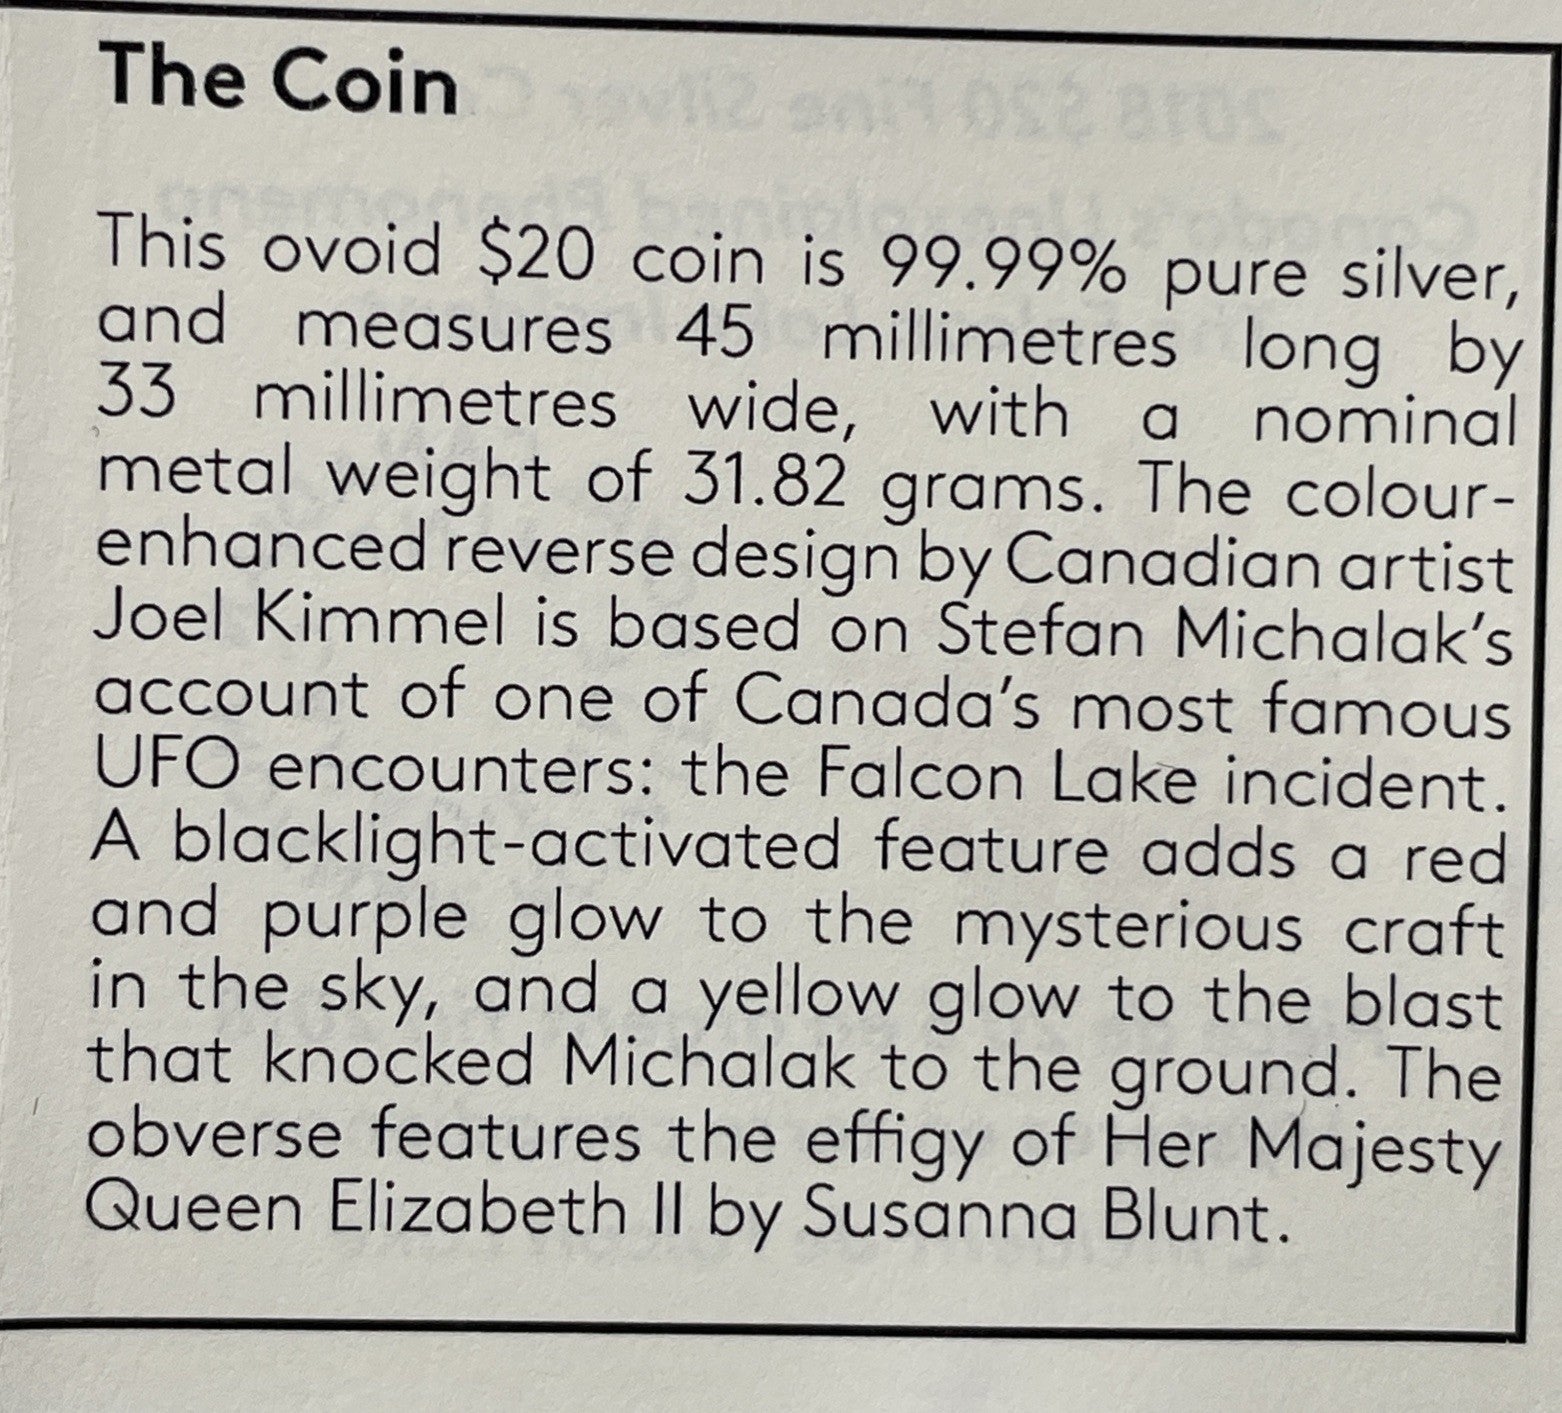 The Coin
This ovoid $20 coin is 99.99% pure silver,
and measures 45 millimetres long by
33 millimetres wide, with a nominal
metal weight of 31.82 grams. The colour-
enhanced reverse design by Canadian artist
Joel Kimmel is based on Stefan Michalak's
account of one of Canada's most famous
UFO encounters: the Falcon Lake incident.
A blacklight-activated feature adds a red
and purple glow to the mysterious craft
in the sky, and a yellow glow to the blast
that knocked Michalak to the ground. The
obverse features the effigy of Her Majesty
Queen Elizabeth II by Susanna Blunt.